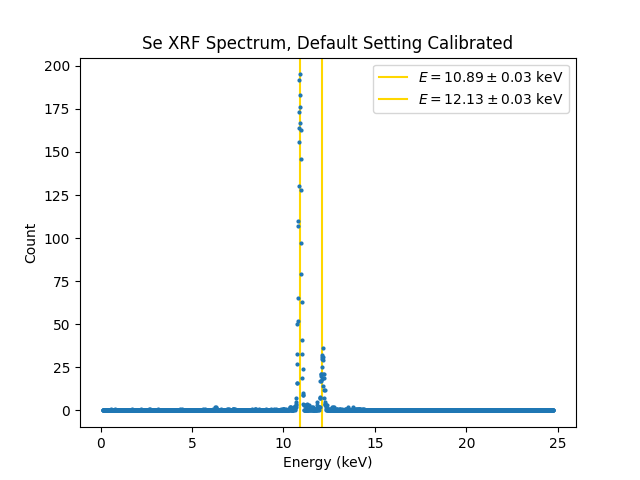 Se XRF Spectrum, Default Setting Calibrated
200
175
150
125
100
75
50
25
0
Count
E = 10.89 ± 0.03 keV
E = 12.13 ± 0.03 keV
0 5 10 15 20 25
Energy (keV)